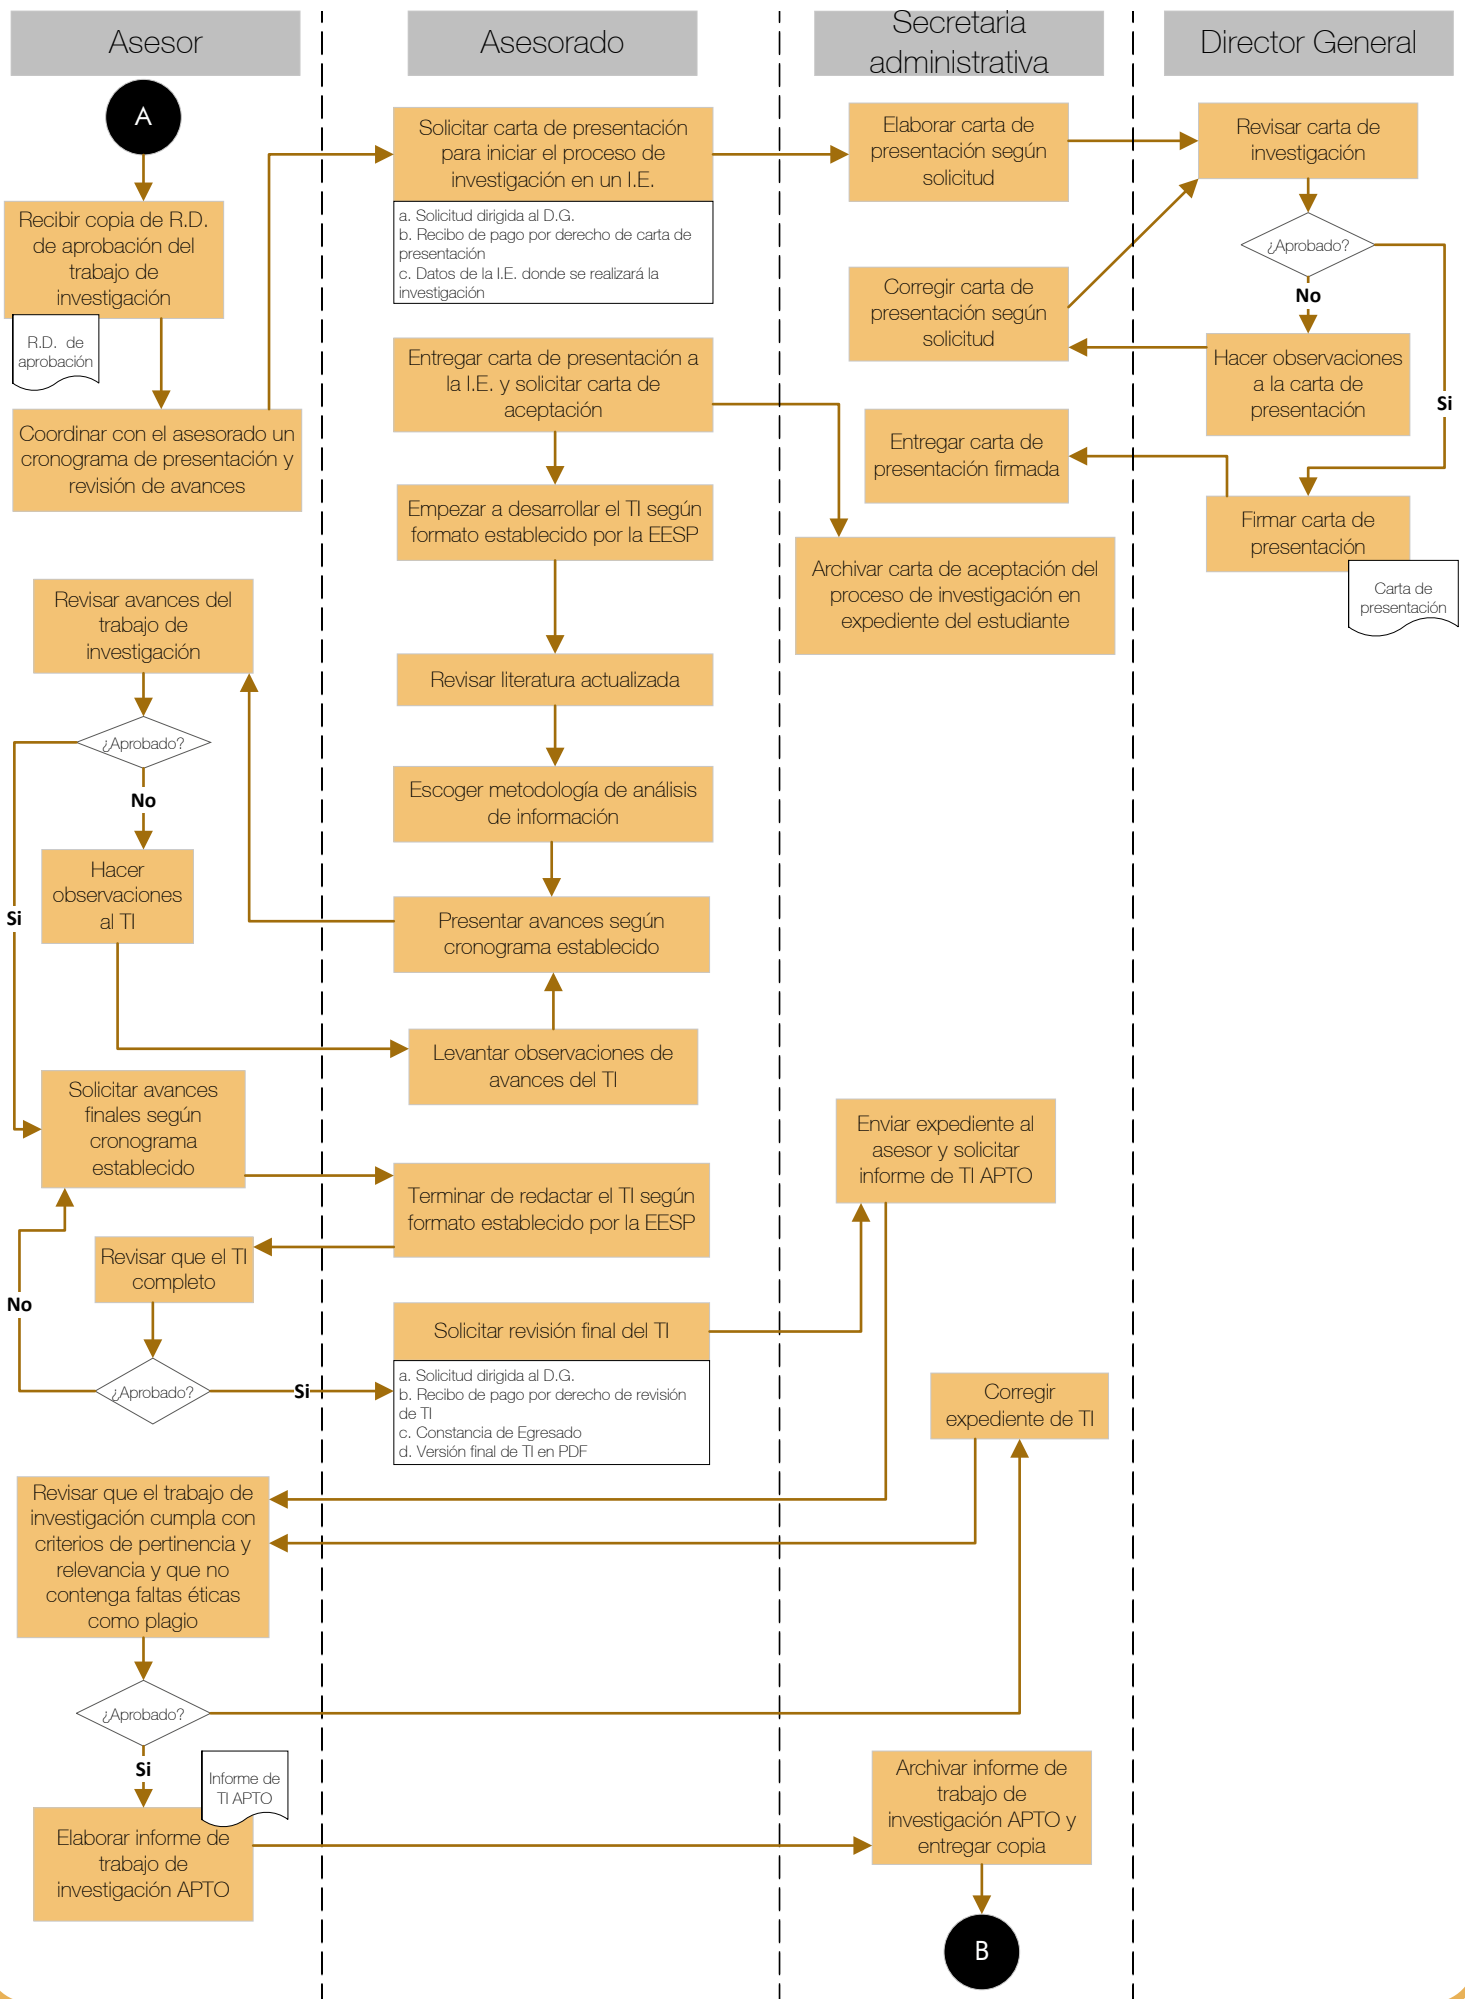 Asesor
Asesorado
Secretaria
administrativa
Director General
A
Recibir copia de R.D.
de aprobación del
trabajo de
investigación
R.D. de
aprobación
Coordinar con el asesorado un
cronograma de presentación y
revisión de avances
Solicitar carta de presentación
para iniciar el proceso de
investigación en un I.E.
a. Solicitud dirigida al D.G.
b. Recibo de pago por derecho de carta de
presentación
c. Datos de la I.E. donde se realizará la
investigación
Elaborar carta de
presentación según
solicitud
Revisar carta de
investigación
¿Aprobado?
No
Si
Hacer observaciones
a la carta de
presentación
Corregir carta de
presentación según
solicitud
Firmar carta de
presentación
Carta de
presentación
Entregar carta de
presentación firmada
Entregar carta de presentación a
la I.E. y solicitar carta de
aceptación
Archivar carta de aceptación del
proceso de investigación en
expediente del estudiante
Empezar a desarrollar el TI según
formato establecido por la EESP
Revisar literatura actualizada
Escoger metodología de análisis
de información
Presentar avances según
cronograma establecido
Levantar observaciones de
avances del TI
Revisar avances del
trabajo de
investigación
¿Aprobado?
No
Si
Hacer
observaciones
al TI
Solicitar avances
finales según
cronograma
establecido
Terminar de redactar el TI según
formato establecido por la EESP
Revisar que el TI
completo
¿Aprobado?
No
Si
Solicitar revisión final del TI
a. Solicitud dirigida al D.G.
b. Recibo de pago por derecho de revisión
de TI
c. Constancia de Egresado
d. Versión final de TI en PDF
Enviar expediente al
asesor y solicitar
informe de TI APTO
Corregir
expediente de TI
Revisar que el trabajo de
investigación cumpla con
criterios de pertinencia y
relevancia y que no
contenga faltas éticas
como plagio
¿Aprobado?
Si
Informe de
TI APTO
Elaborar informe de
trabajo de
investigación APTO
Archivar informe de
trabajo de
investigación APTO y
entregar copia
B